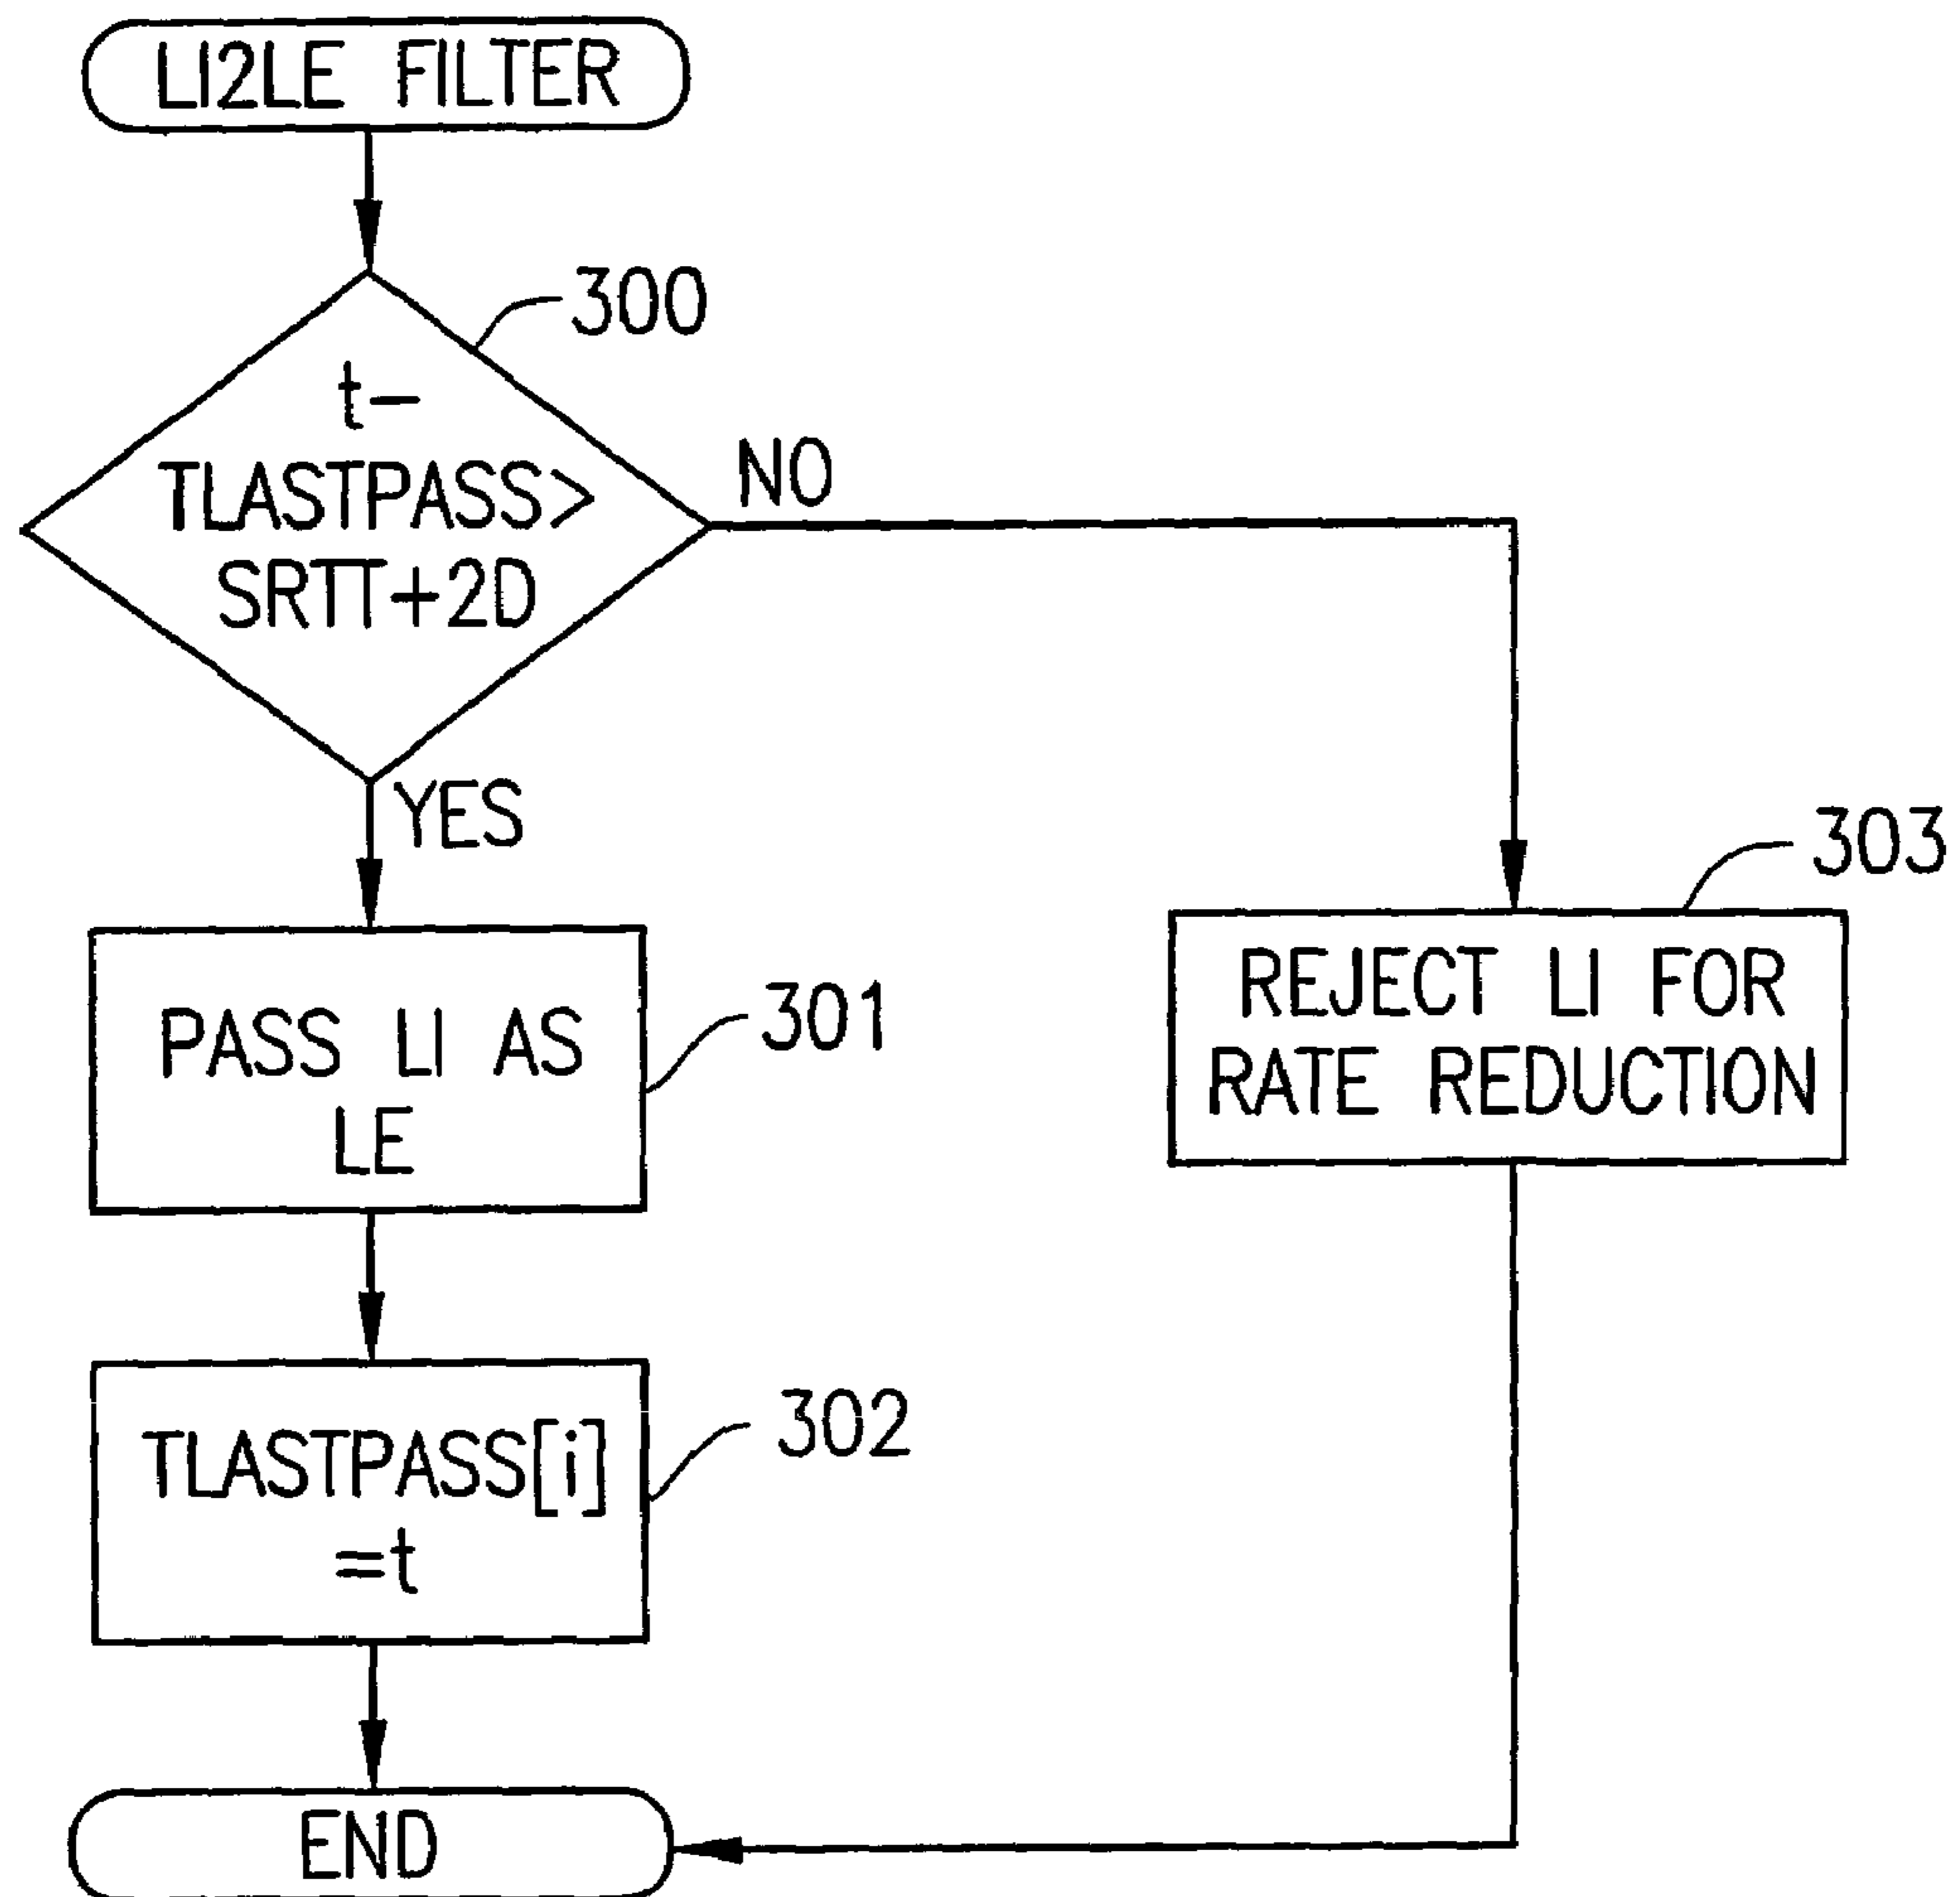 LI2LE FILTER
300
t-
TLASTPASS>
SRTT+2D
NO
YES
303
REJECT LI FOR
RATE REDUCTION
301
PASS LI AS
LE
302
TLASTPASS[i]
=t
END